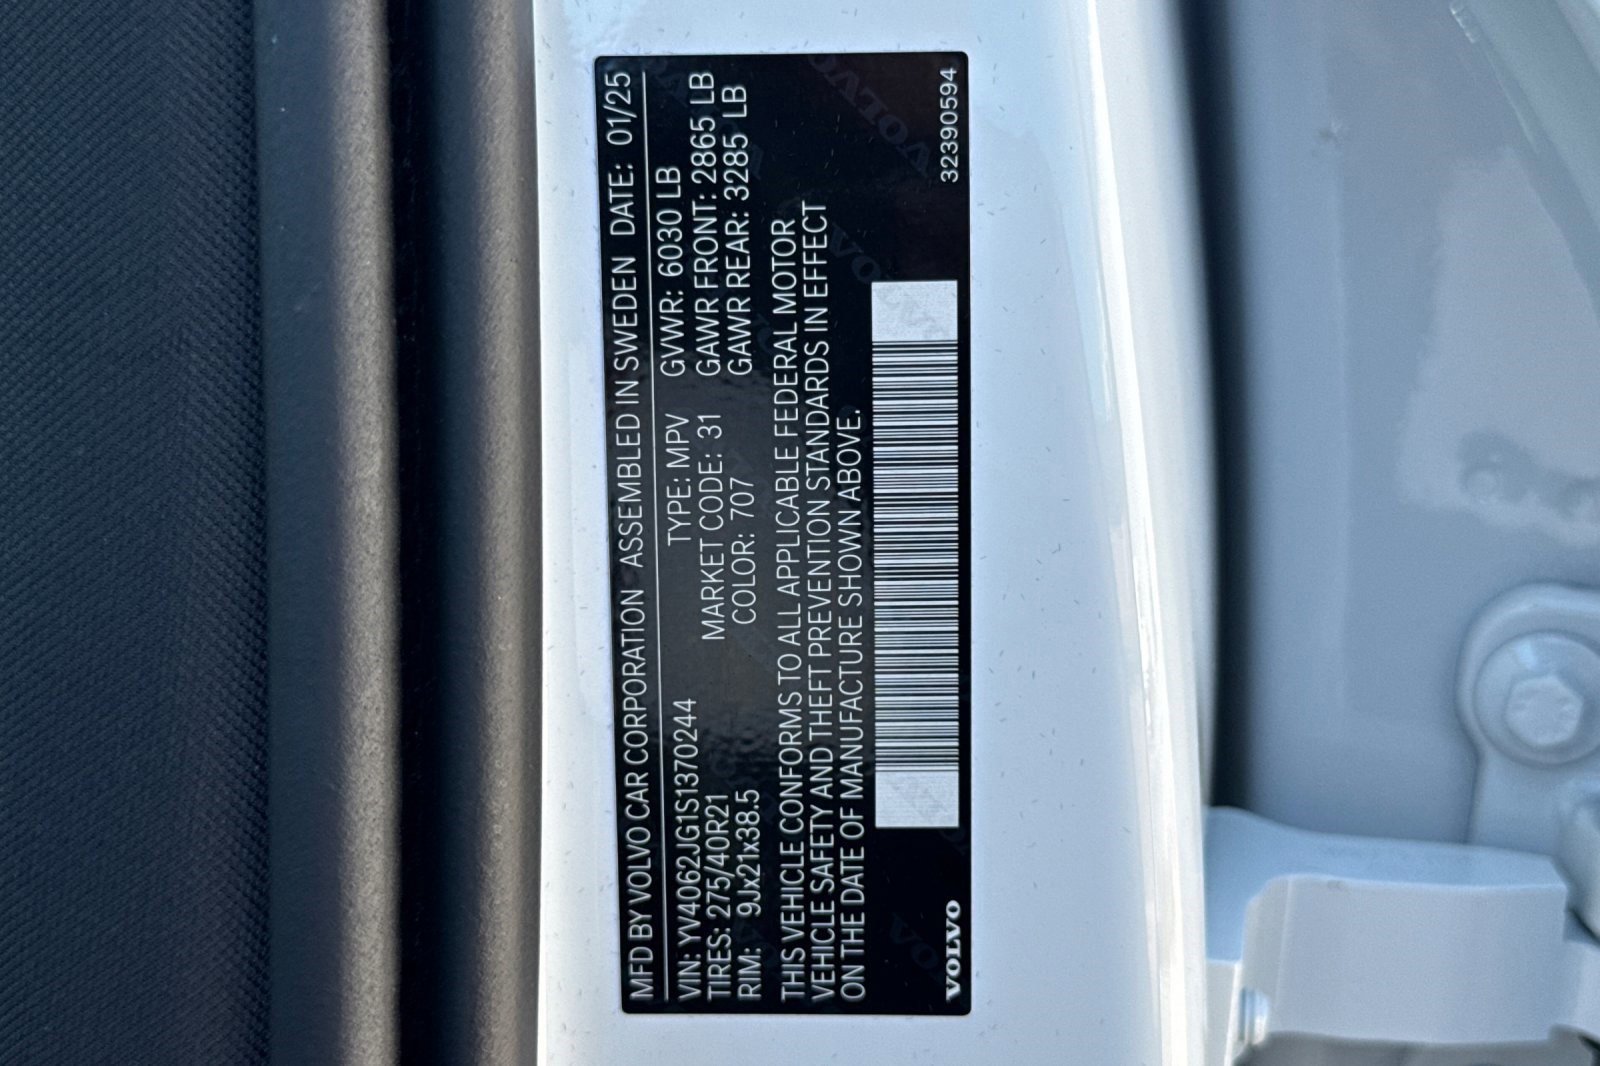 MFD BY VOLVO CAR CORPORATION ASSEMBLED IN SWEDEN DATE: 01/25
VIN: YV4062JG1S1370244 TYPE: MPV GVWR: 6030 LB
TIRES: 275/40R21 MARKET CODE: 31 GAWR FRONT: 2865 LB
RIM: 9Jx21x38.5 COLOR: 707 GAWR REAR: 3285 LB
THIS VEHICLE CONFORMS TO ALL APPLICABLE FEDERAL MOTOR
VEHICLE SAFETY AND THEFT PREVENTION STANDARDS IN EFFECT
ON THE DATE OF MANUFACTURE SHOWN ABOVE.
VOLVO 32390594